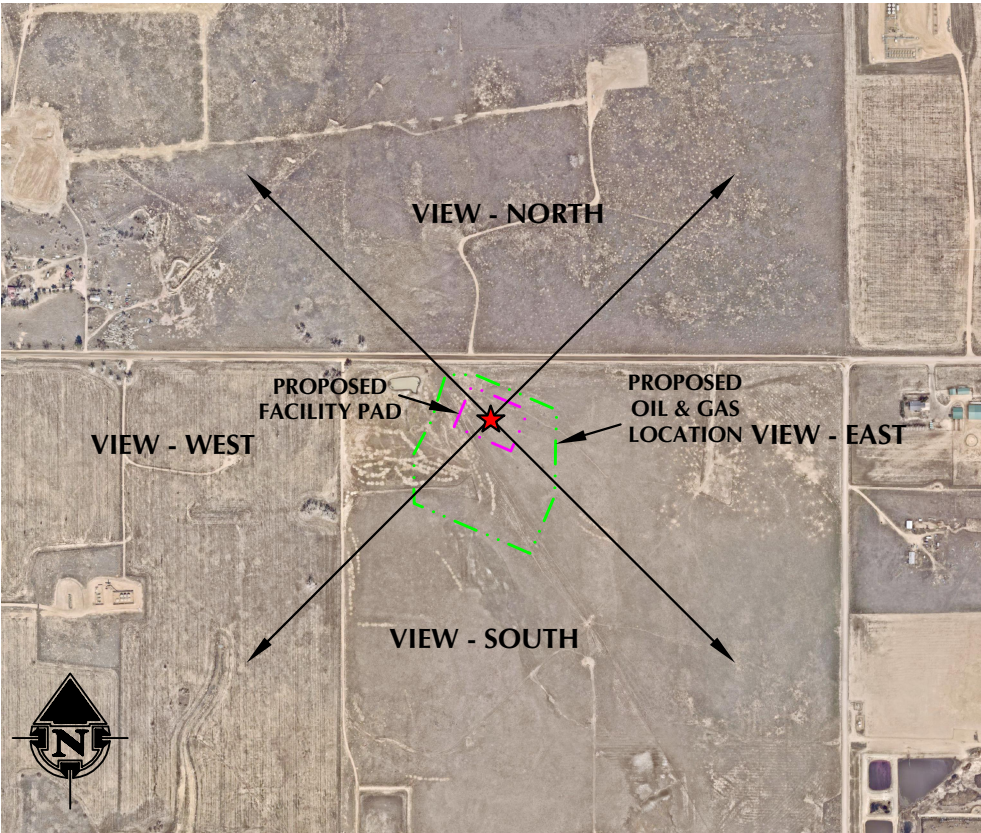 VIEW - NORTH
PROPOSED
FACILITY PAD
PROPOSED
OIL & GAS
LOCATION
VIEW - WEST
VIEW - EAST
VIEW - SOUTH
N